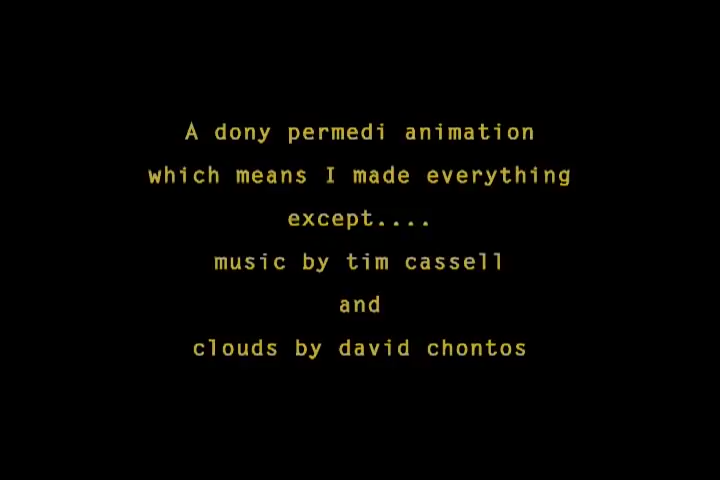 A dony permedi animation
which means I made everything
except....
music by tim cassell
and
clouds by david chontos